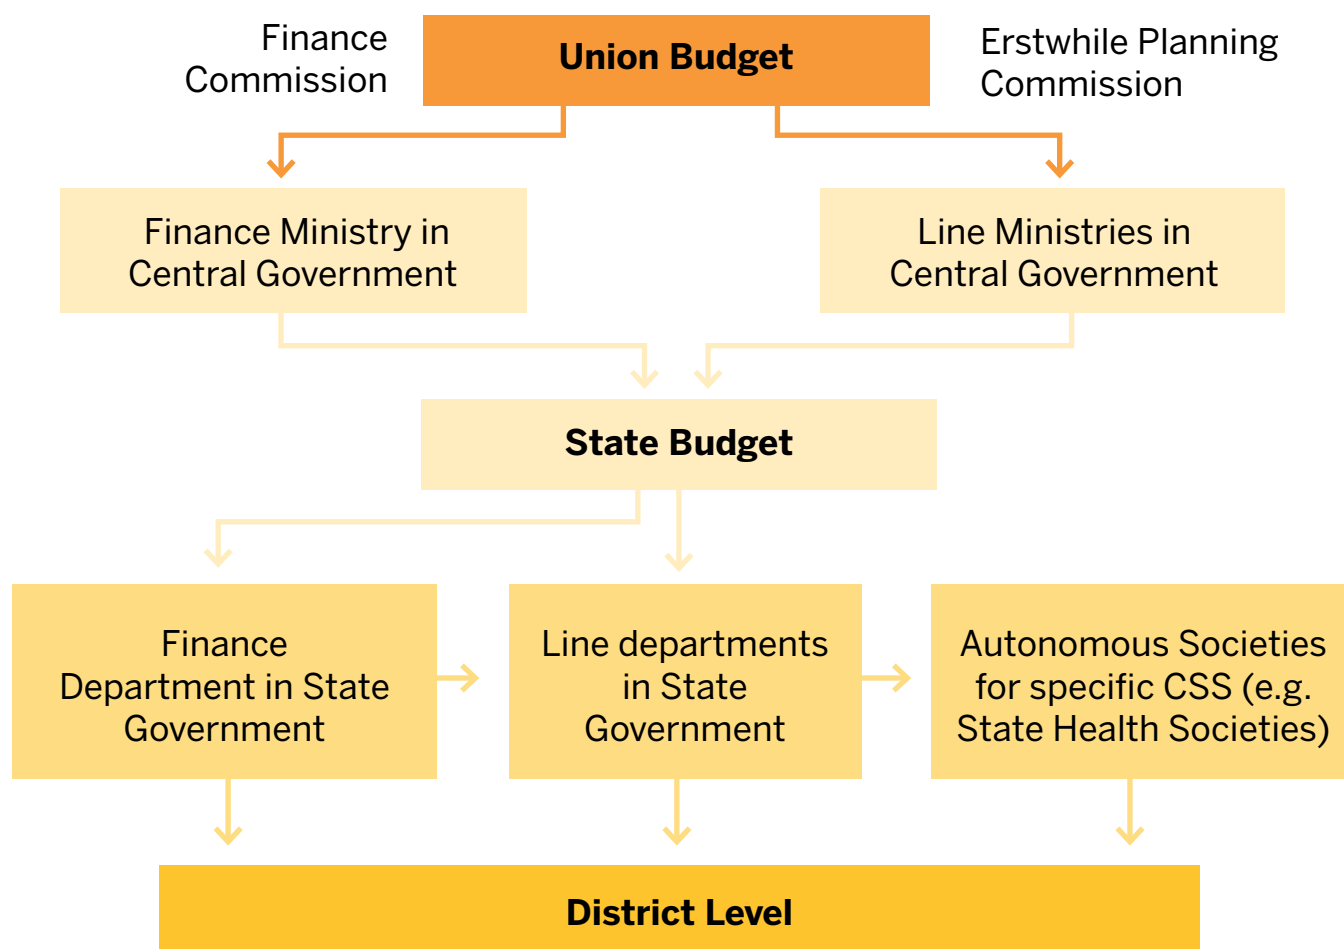 Finance
Commission
Union Budget
Erstwhile Planning
Commission
Finance Ministry in
Central Government
Line Ministries in
Central Government
State Budget
Finance
Department in State
Government
Line departments
in State
Government
Autonomous Societies
for specific CSS (e.g.
State Health Societies)
District Level